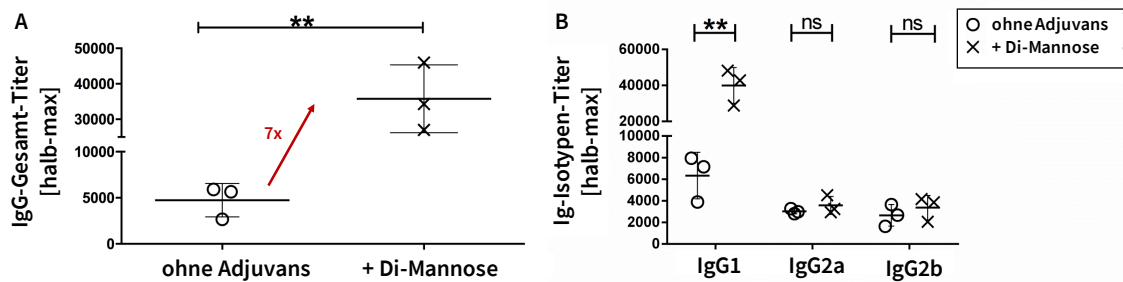 A
**
IgG-Gesamt-Titer
[halb-max]
50000
40000
30000
10000
5000
0
7x
ohne Adjuvans
+ Di-Mannose
B
**
ns
ns
Ig-Isotypen-Titer
[halb-max]
60000
40000
20000
10000
8000
6000
4000
2000
0
IgG1
IgG2a
IgG2b
ohne Adjuvans
+ Di-Mannose